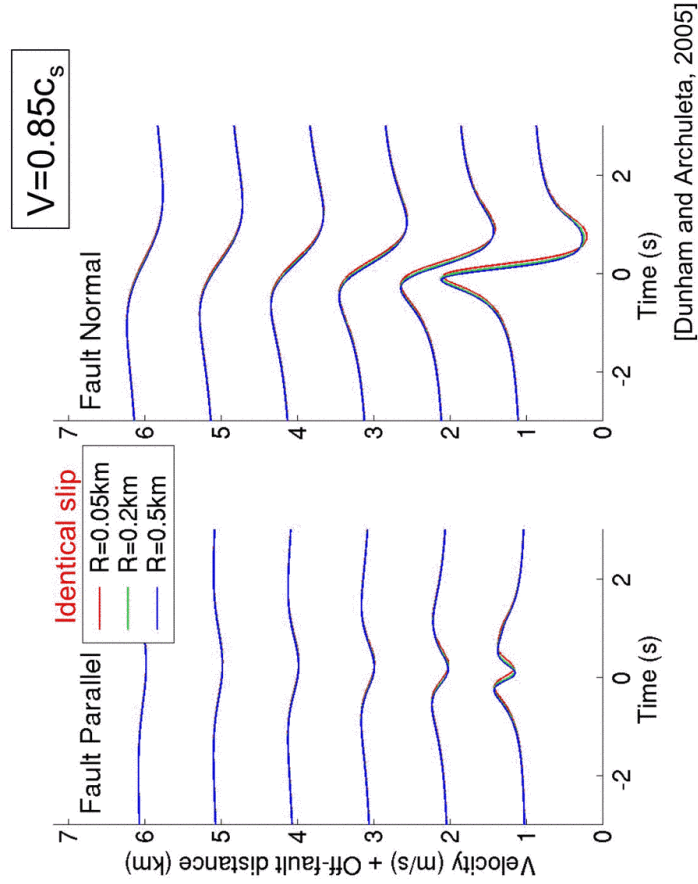 V=0.85cs
Identical slip
R=0.05km
R=0.2km
R=0.5km
Fault Parallel
Fault Normal
Velocity (m/s) + Off-fault distance (km)
7
6
5
4
3
2
1
0
-2
0
2
Time (s)
7
6
5
4
3
2
1
0
-2
0
2
Time (s)
[Dunham and Archuleta, 2005]